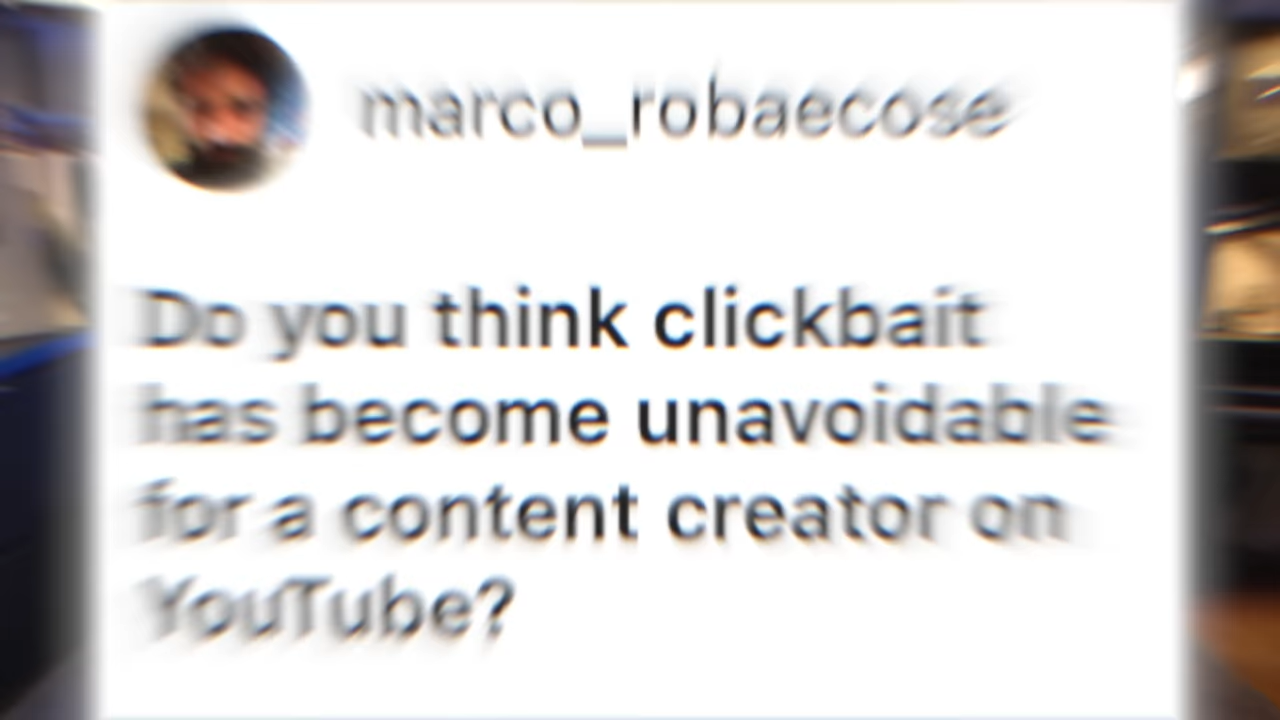 marco_robaecose
Do you think clickbait
has become unavoidable
for a content creator on
YouTube?